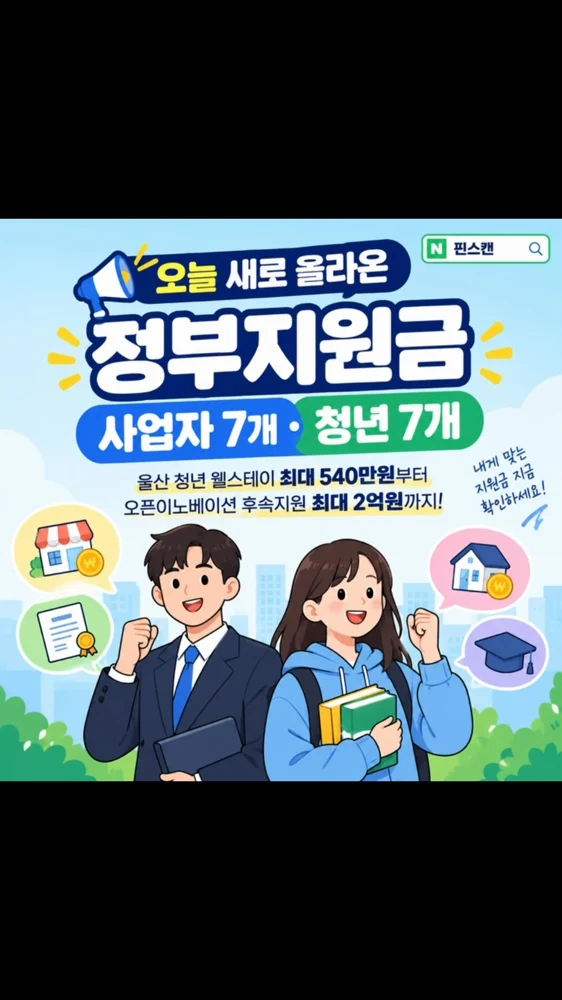 N 핀스캔
오늘 새로 올라온
정부지원금
사업자 7개 · 청년 7개
울산 청년 웰스테이 최대 540만원부터
오픈이노베이션 후속지원 최대 2억원까지!
내게 맞는
지원금 지금
확인하세요!
₩
₩